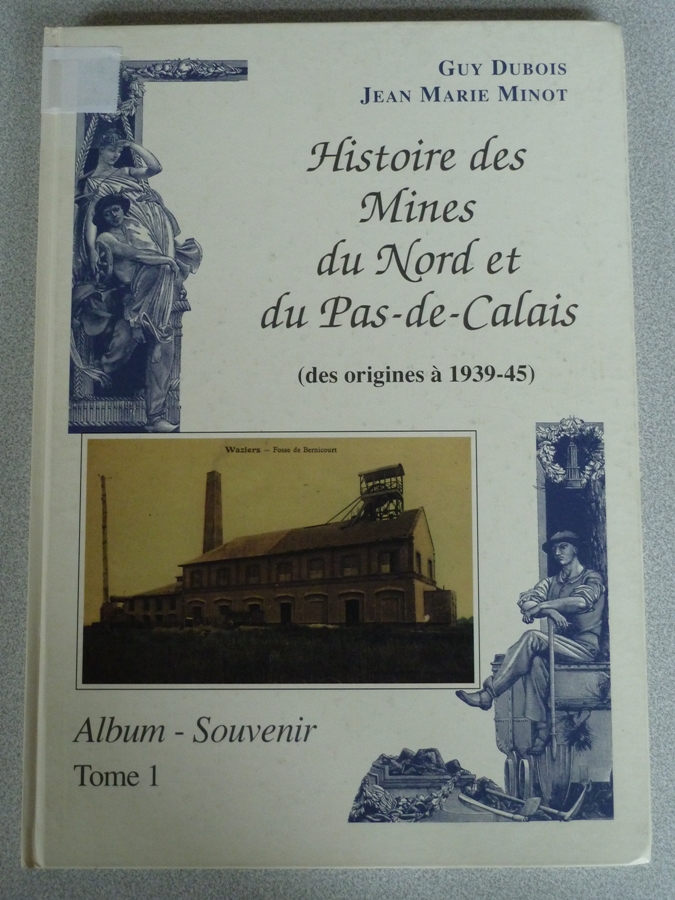 GUY DUBOIS
JEAN MARIE MINOT
Histoire des
Mines
du Nord et
du Pas-de-Calais
(des origines à 1939-45)
Waziers — Fosse de Bernicourt
Album - Souvenir
Tome 1